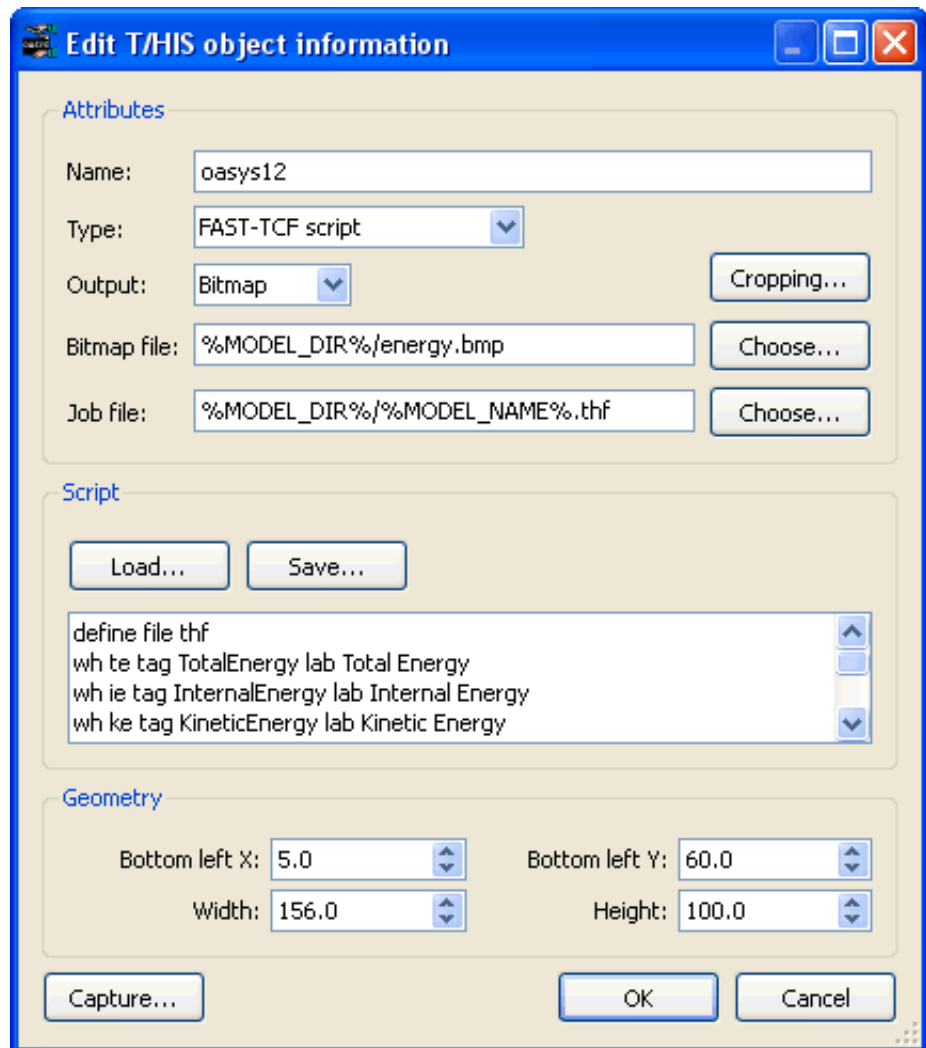 Edit T/HIS object information
Attributes
Name: oasys12
Type: FAST-TCF script
Output: Bitmap Cropping...
Bitmap file: %MODEL_DIR%/energy.bmp Choose...
Job file: %MODEL_DIR%/%MODEL_NAME%.thf Choose...
Script
Load... Save...
define file thf
wh te tag TotalEnergy lab Total Energy
wh ie tag InternalEnergy lab Internal Energy
wh ke tag KineticEnergy lab Kinetic Energy
Geometry
Bottom left X: 5.0 Bottom left Y: 60.0
Width: 156.0 Height: 100.0
Capture... OK Cancel